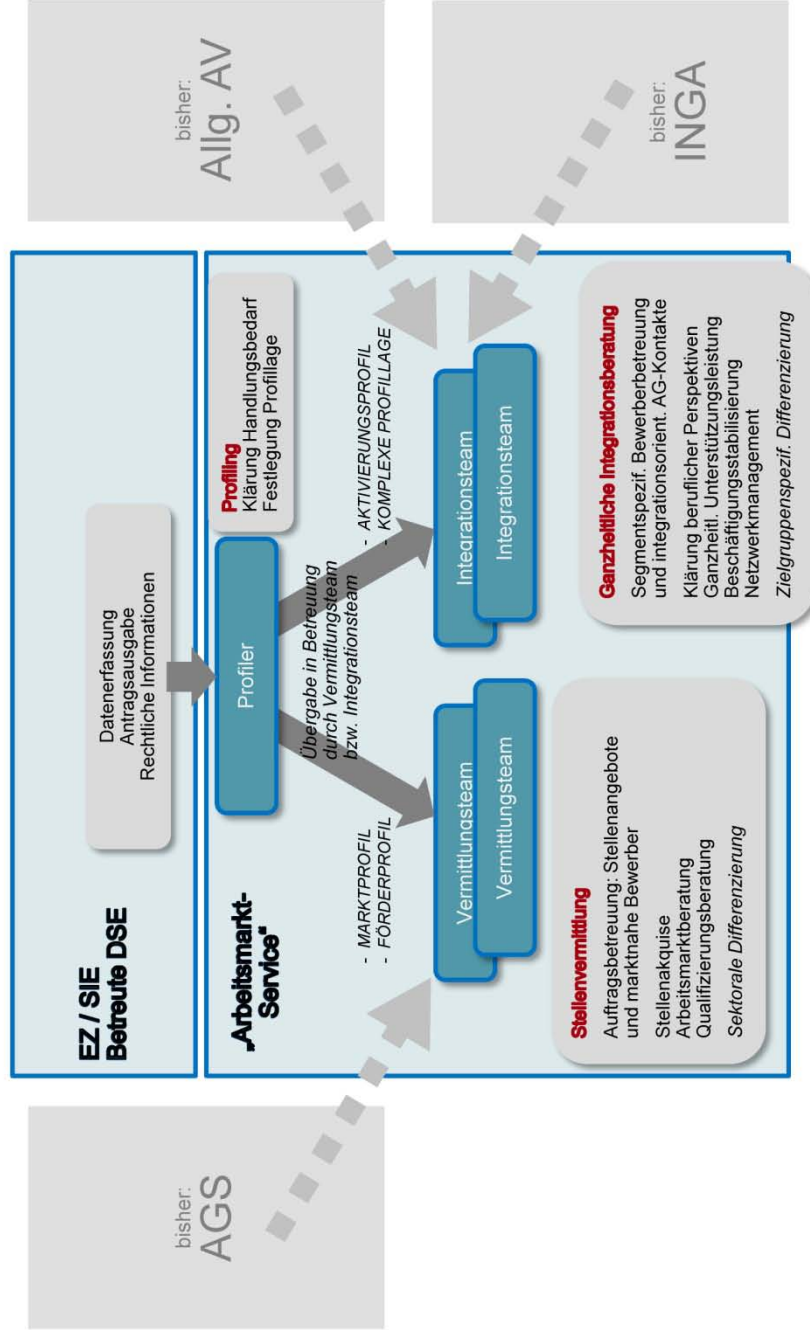 EZ / SIE
Betreute DSE
Datenerfassung
Antragsausgabe
Rechtliche Informationen
„Arbeitsmarkt-
Service“
Profiler
Profiling
Klärung Handlungsbedarf
Festlegung Profillage
- MARKTPROFIL
- FÖRDERPROFIL
Übergabe in Betreuung
durch Vermittlungsteam
bzw. Integrationsteam
- AKTIVIERUNGSPROFIL
- KOMPLEXE PROFILLAGE
bisher:
AGS
bisher:
Allg. AV
bisher:
INGA
Vermittlungsteam
Vermittlungsteam
Integrationsteam
Integrationsteam
Stellenvermittlung
Auftragsbetreuung: Stellenangebote
und marktnahe Bewerber
Stellenakquise
Arbeitsmarktberatung
Qualifizierungsberatung
Sektorale Differenzierung
Ganzheitliche Integrationsberatung
Segmentspezif. Bewerberbetreuung
und integrationsorient. AG-Kontakte
Klärung beruflicher Perspektiven
Ganzheitl. Unterstützungsleistung
Beschäftigungsstabilisierung
Netzwerkmanagement
Zielgruppenspezif. Differenzierung